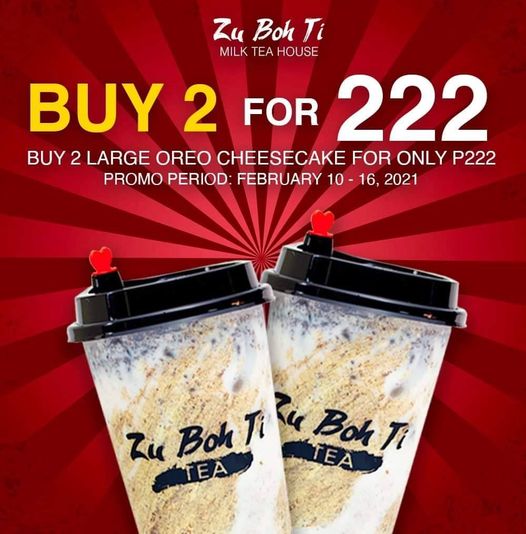 Zu Boh Ti
MILK TEA HOUSE
BUY 2 FOR 222
BUY 2 LARGE OREO CHEESECAKE FOR ONLY P222
PROMO PERIOD: FEBRUARY 10 - 16, 2021
Zu Boh Ti
TEA
Zu Boh Ti
TEA